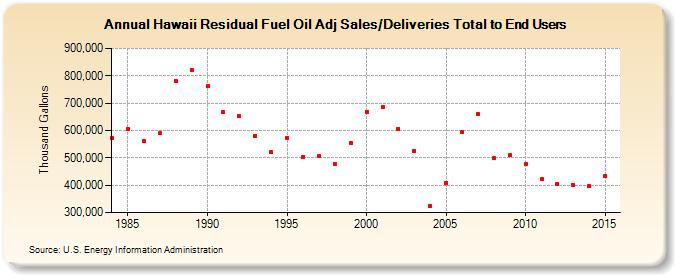 Annual Hawaii Residual Fuel Oil Adj Sales/Deliveries Total to End Users
Thousand Gallons
900,000
800,000
700,000
600,000
500,000
400,000
300,000
1985 1990 1995 2000 2005 2010 2015
Source: U.S. Energy Information Administration